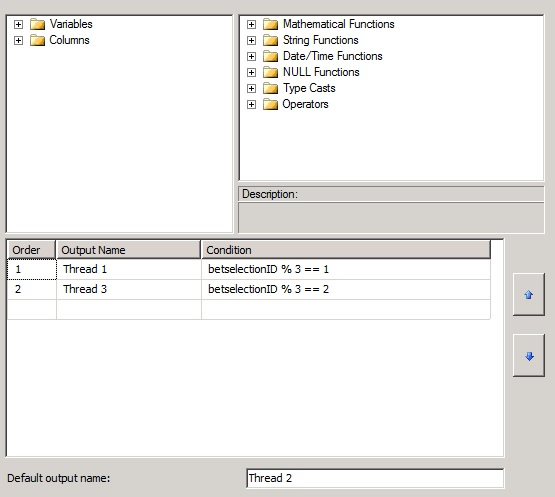 Variables
Columns
Mathematical Functions
String Functions
Date/Time Functions
NULL Functions
Type Casts
Operators
Description:
Order Output Name Condition
1 Thread 1 betselectionID % 3 == 1
2 Thread 3 betselectionID % 3 == 2
Default output name: Thread 2